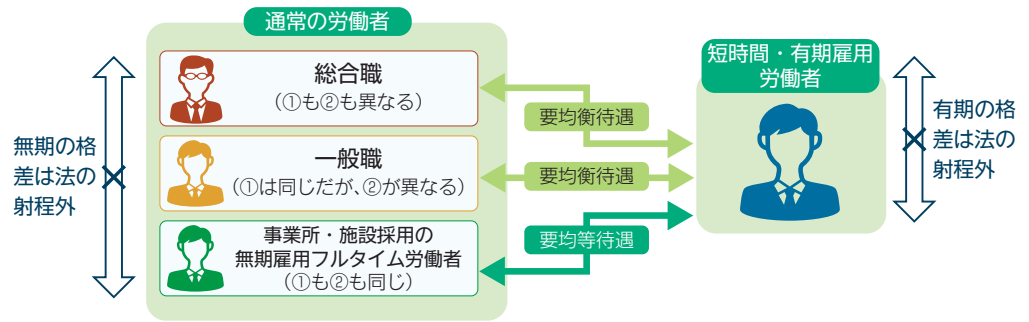 通常の労働者
総合職
（①も②も異なる）
一般職
（①は同じだが、②が異なる）
事業所・施設採用の
無期雇用フルタイム労働者
（①も②も同じ）
無期の格
差は法の
射程外
要均衡待遇
要均衡待遇
要均等待遇
短時間・有期雇用
労働者
有期の格
差は法の
射程外